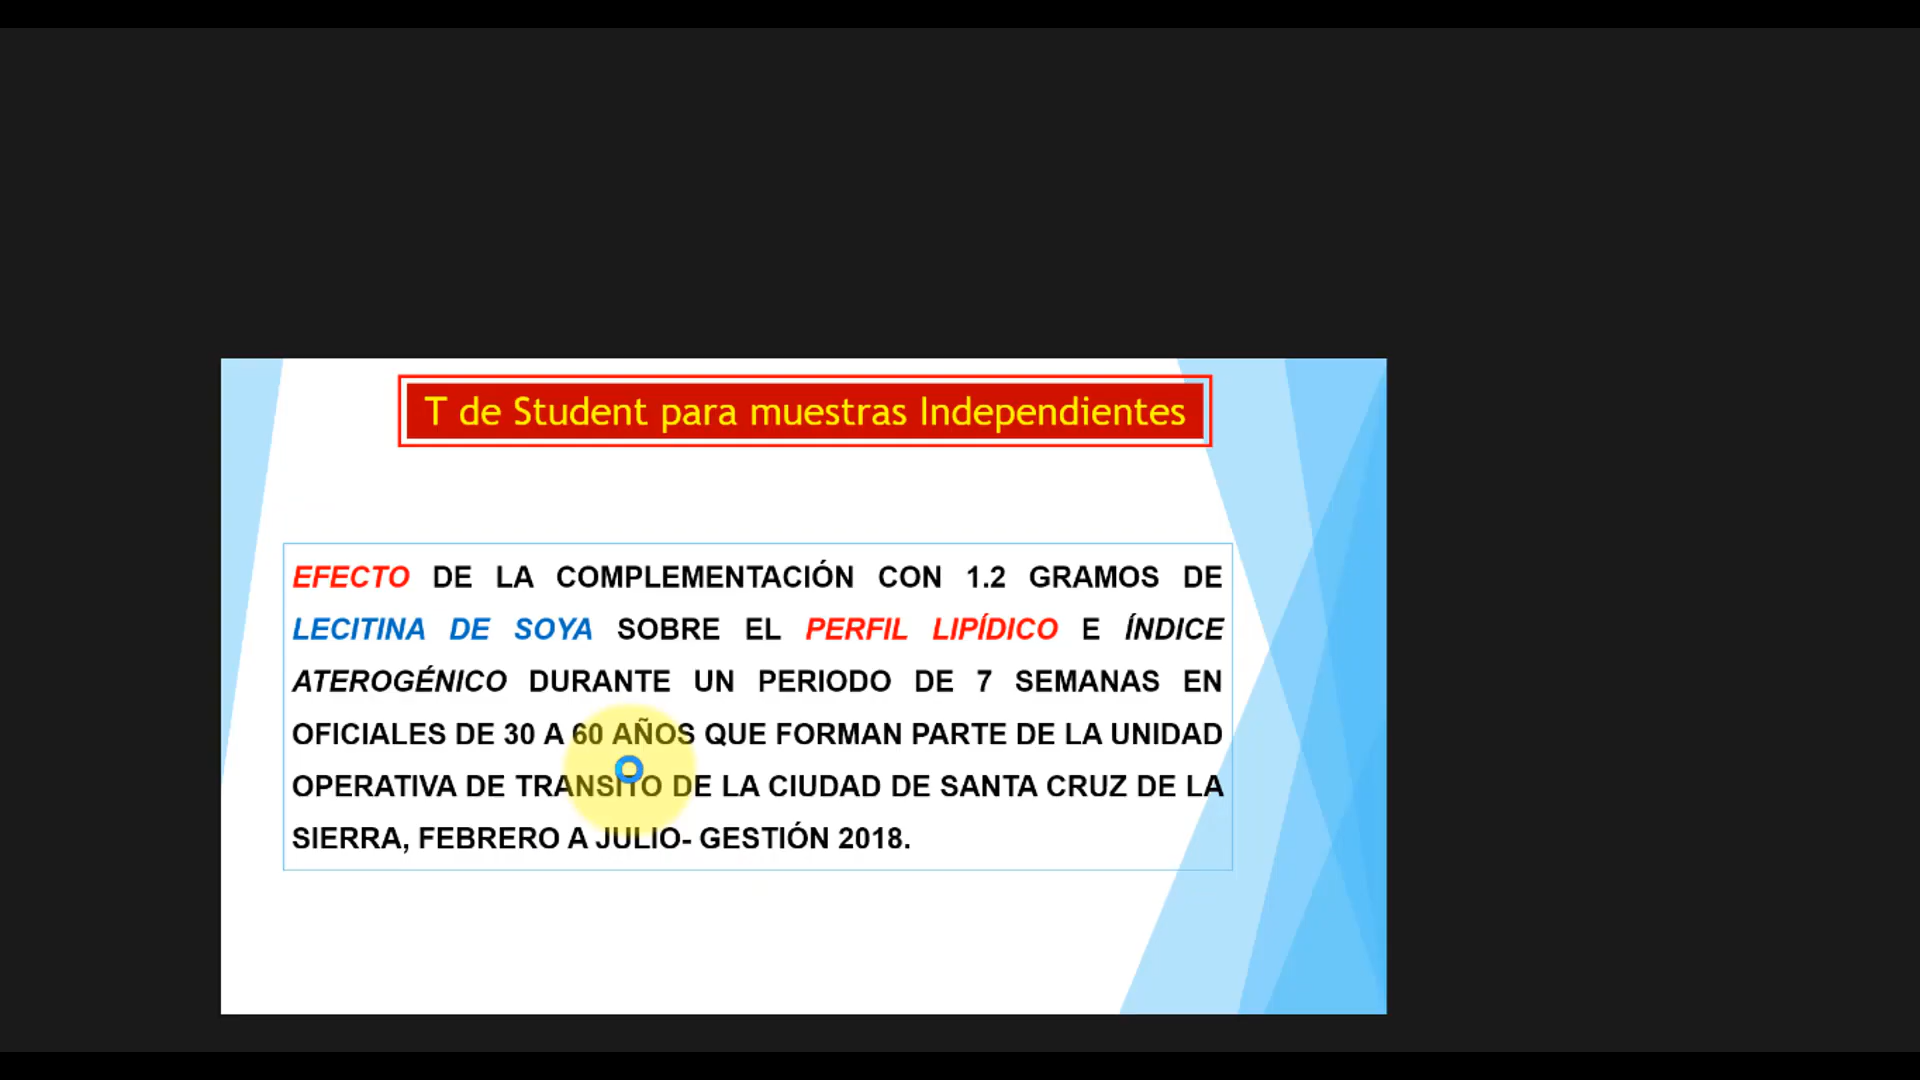 T de Student para muestras Independientes
EFECTO DE LA COMPLEMENTACIÓN CON 1.2 GRAMOS DE
LECITINA DE SOYA SOBRE EL PERFIL LIPÍDICO E ÍNDICE
ATEROGÉNICO DURANTE UN PERIODO DE 7 SEMANAS EN
OFICIALES DE 30 A 60 AÑOS QUE FORMAN PARTE DE LA UNIDAD
OPERATIVA DE TRANSITO DE LA CIUDAD DE SANTA CRUZ DE LA
SIERRA, FEBRERO A JULIO- GESTIÓN 2018.